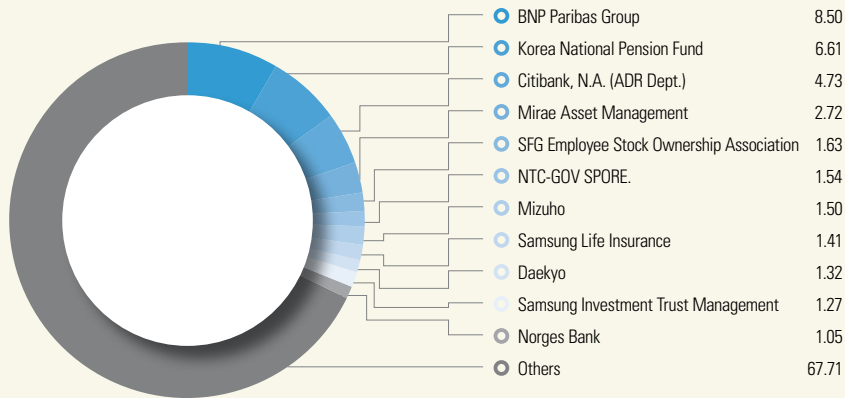 BNP Paribas Group 8.50
Korea National Pension Fund 6.61
Citibank, N.A. (ADR Dept.) 4.73
Mirae Asset Management 2.72
SFG Employee Stock Ownership Association 1.63
NTC-GOV SPORE. 1.54
Mizuho 1.50
Samsung Life Insurance 1.41
Daekyo 1.32
Samsung Investment Trust Management 1.27
Norges Bank 1.05
Others 67.71